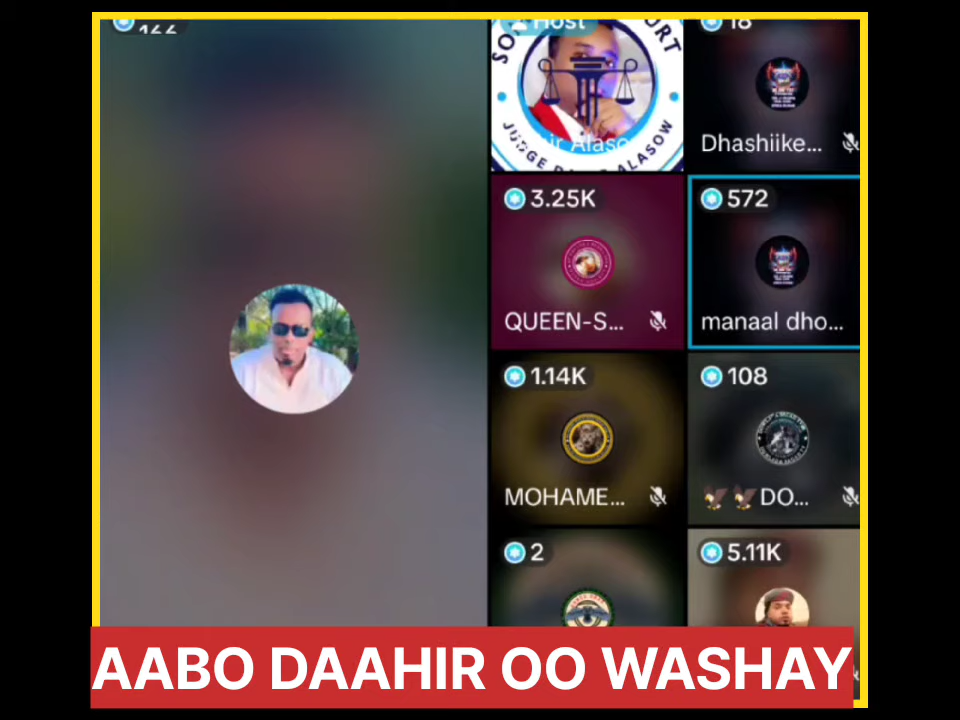 Host
18
Dhashiike...
3.25K
QUEEN-S...
572
manaal dho...
1.14K
MOHAME...
108
DO...
2
5.11K
AABO DAAHIR OO WASHAY